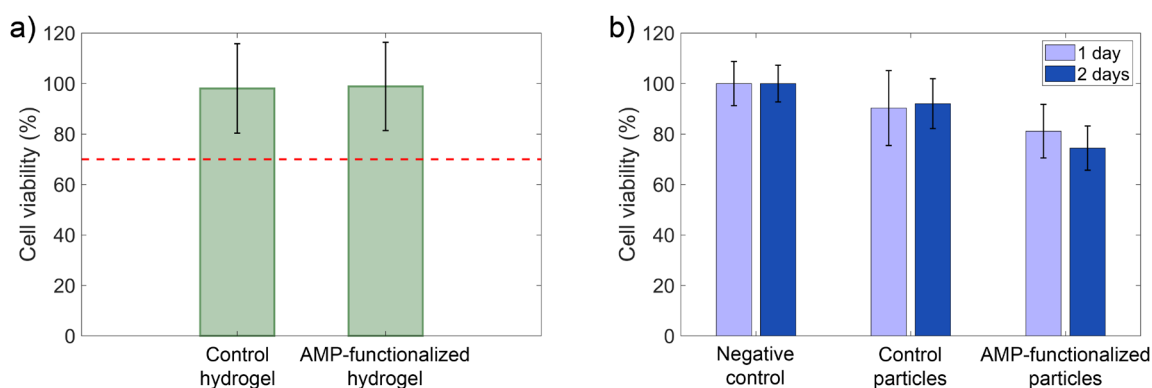 a)
120
100
80
60
40
20
0
Cell viability (%)
Control
hydrogel
AMP-functionalized
hydrogel
b)
120
100
80
60
40
20
0
Cell viability (%)
1 day
2 days
Negative
control
Control
particles
AMP-functionalized
particles